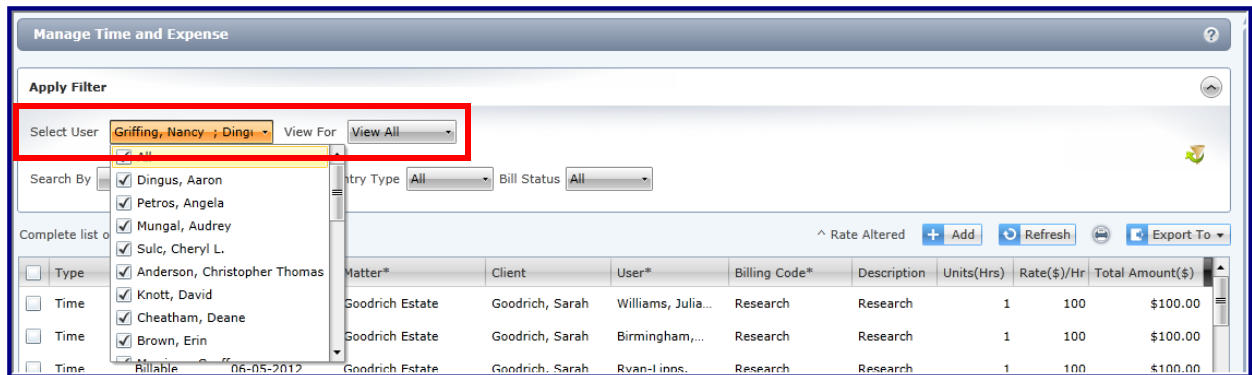 Manage Time and Expense ?
Apply Filter
Select User Griffing, Nancy ; Ding View For View All
All
Search By Dingus, Aaron try Type All Bill Status All
Petros, Angela
Mungal, Audrey
Complete list o ^ Rate Altered Add Refresh Export To
Sulc, Cheryl L.
Type Anderson, Christopher Thomas Matter* Client User* Billing Code* Description Units(Hrs) Rate($)/Hr Total Amount($)
Time Knott, David Goodrich Estate Goodrich, Sarah Williams, Julia... Research Research 1 100 $100.00
Cheatham, Deane
Time Brown, Erin Goodrich Estate Goodrich, Sarah Birmingham,... Research Research 1 100 $100.00
Time Billable 06-05-2012 Goodrich Estate Goodrich, Sarah Ryan-Lipps, Research Research 1 100 $100.00